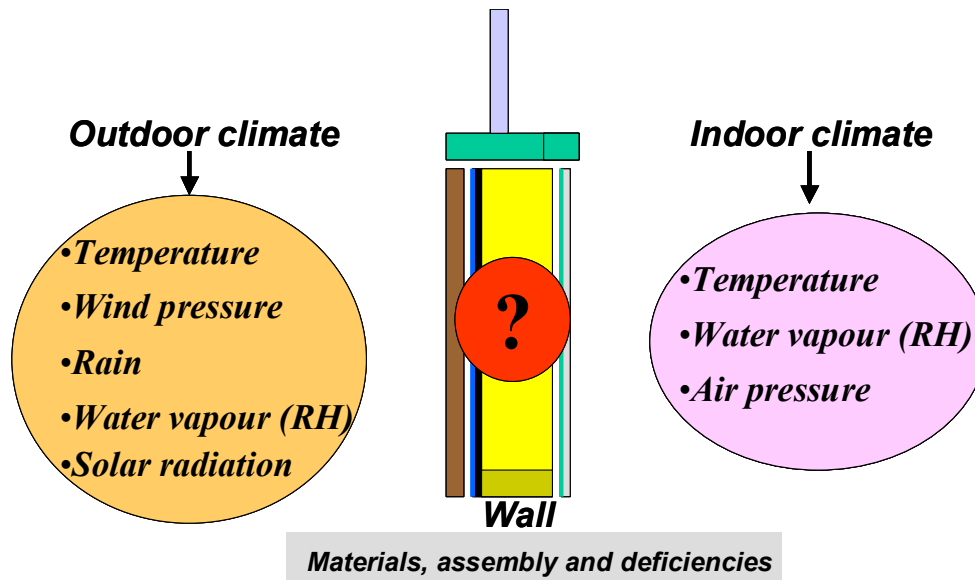 Outdoor climate
•Temperature
•Wind pressure
•Rain
•Water vapour (RH)
•Solar radiation
?
Wall
Materials, assembly and deficiencies
Indoor climate
•Temperature
•Water vapour (RH)
•Air pressure